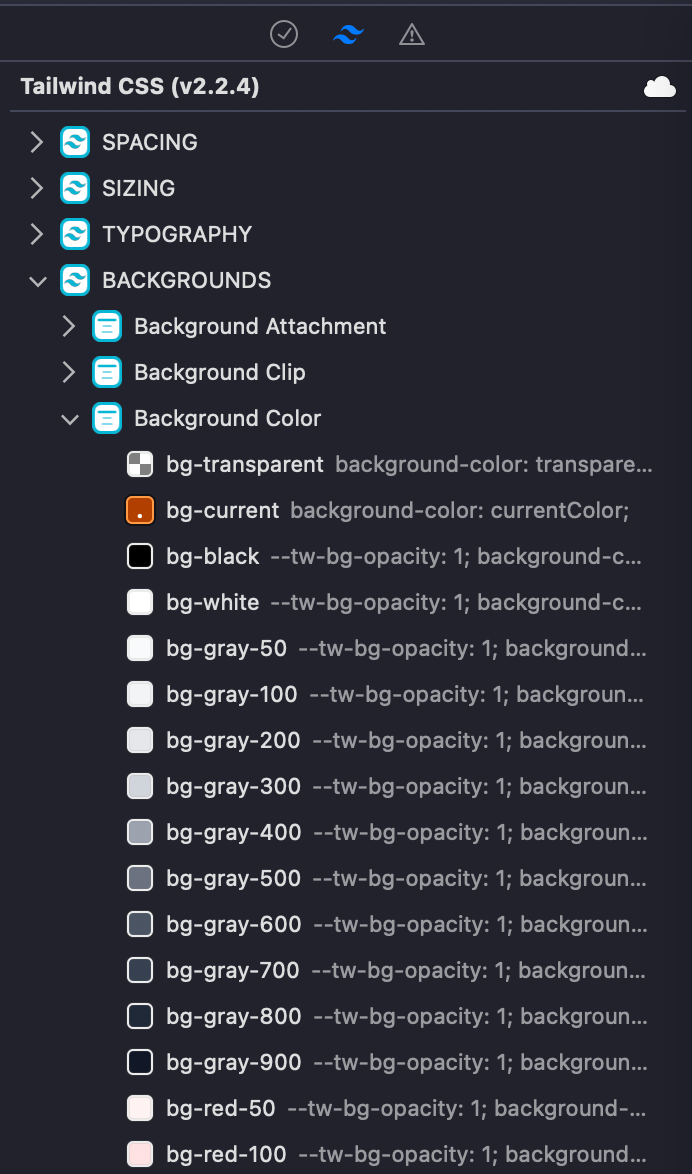 Tailwind CSS (v2.2.4)
SPACING
SIZING
TYPOGRAPHY
BACKGROUNDS
Background Attachment
Background Clip
Background Color
bg-transparent background-color: transpare...
bg-current background-color: currentColor;
bg-black --tw-bg-opacity: 1; background-c...
bg-white --tw-bg-opacity: 1; background-c...
bg-gray-50 --tw-bg-opacity: 1; background...
bg-gray-100 --tw-bg-opacity: 1; backgroun...
bg-gray-200 --tw-bg-opacity: 1; backgroun...
bg-gray-300 --tw-bg-opacity: 1; backgroun...
bg-gray-400 --tw-bg-opacity: 1; backgroun...
bg-gray-500 --tw-bg-opacity: 1; backgroun...
bg-gray-600 --tw-bg-opacity: 1; backgroun...
bg-gray-700 --tw-bg-opacity: 1; backgroun...
bg-gray-800 --tw-bg-opacity: 1; backgroun...
bg-gray-900 --tw-bg-opacity: 1; backgroun...
bg-red-50 --tw-bg-opacity: 1; background-...
bg-red-100 --tw-bg-opacity: 1; background...